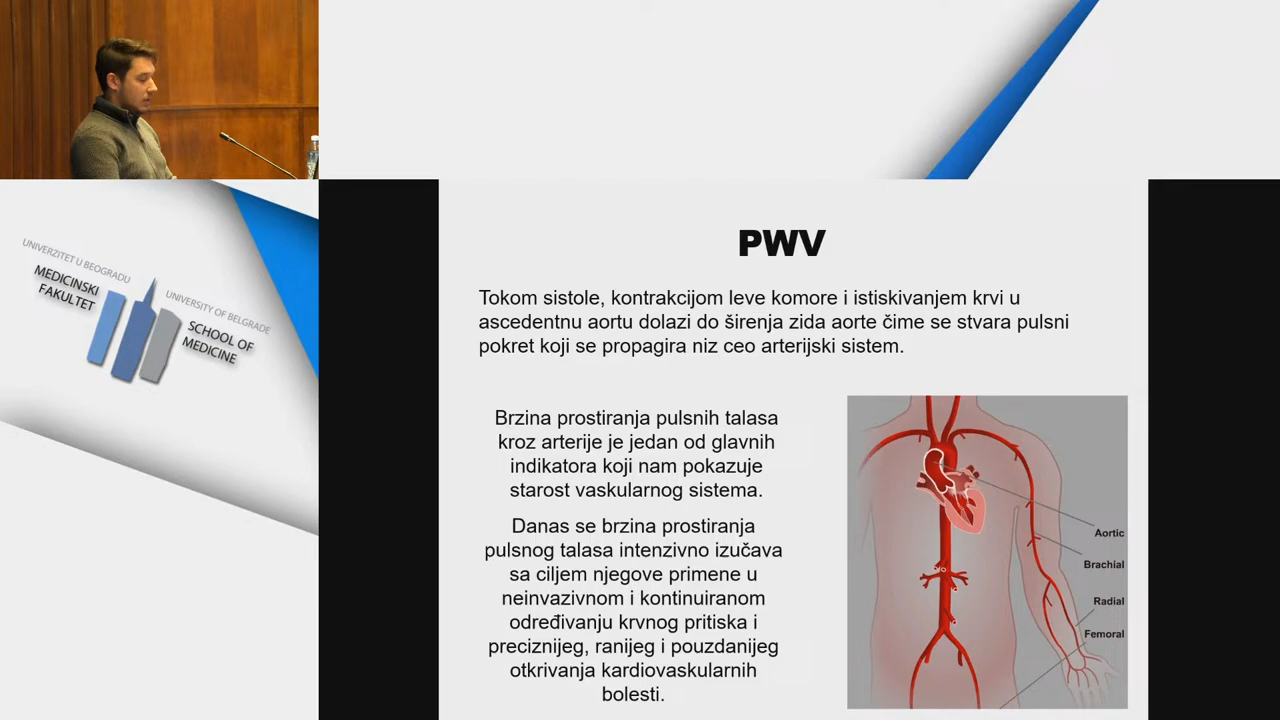 UNIVERZITET U BEOGRADU
MEDICINSKI
FAKULTET
UNIVERSITY OF BELGRADE
SCHOOL OF
MEDICINE
PWV
Tokom sistole, kontrakcijom leve komore i istiskivanjem krvi u
ascedentnu aortu dolazi do širenja zida aorte čime se stvara pulsni
pokret koji se propagira niz ceo arterijski sistem.
Brzina prostiranja pulsnih talasa
kroz arterije je jedan od glavnih
indikatora koji nam pokazuje
starost vaskularnog sistema.
Danas se brzina prostiranja
pulsnog talasa intenzivno izučava
sa ciljem njegove primene u
neinvazivnom i kontinuiranom
određivanju krvnog pritiska i
preciznijeg, ranijeg i pouzdanijeg
otkrivanja kardiovaskularnih
bolesti.
Aortic
Brachial
Radial
Femoral